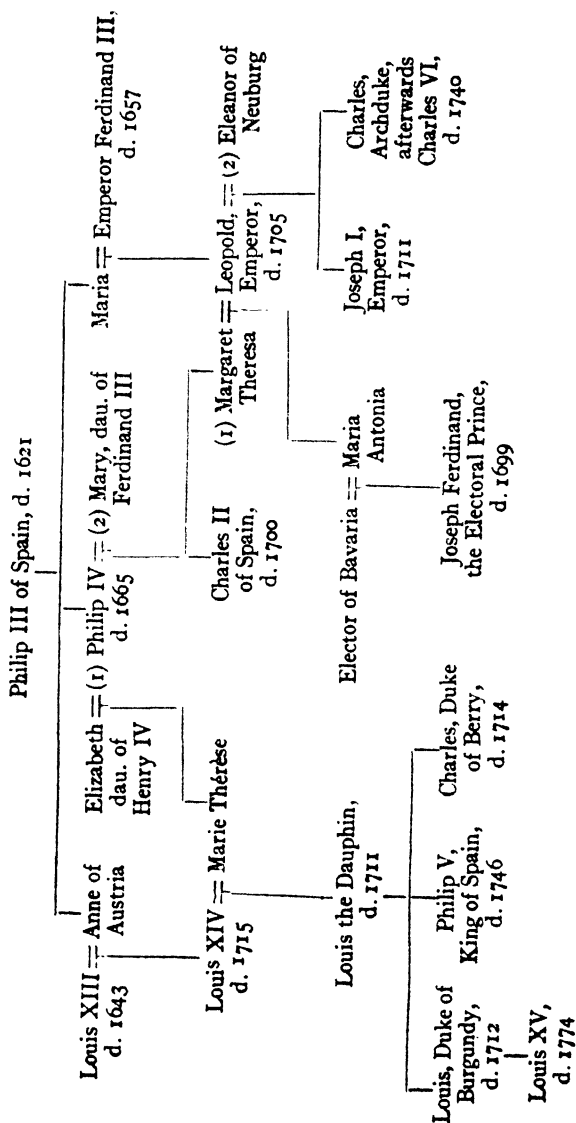 Philip III of Spain, d. 1621
Louis XIII = Anne of
d. 1643 Austria
Elizabeth = (1) Philip IV = (2) Mary, dau. of
dau. of d. 1665 Ferdinand III
Henry IV
Maria = Emperor Ferdinand III,
d. 1657
Louis XIV = Marie Thérèse
d. 1715
Charles II
of Spain,
d. 1700
(1) Margaret = Leopold, = (2) Eleanor of
Theresa Emperor, Neuburg
d. 1705
Louis the Dauphin,
d. 1711
Elector of Bavaria = Maria
Antonia
Joseph I,
Emperor,
d. 1711
Charles,
Archduke,
afterwards
Charles VI,
d. 1740
Louis, Duke of
Burgundy,
d. 1712
Philip V,
King of Spain,
d. 1746
Charles, Duke
of Berry,
d. 1714
Joseph Ferdinand,
the Electoral Prince,
d. 1699
Louis XV,
d. 1774